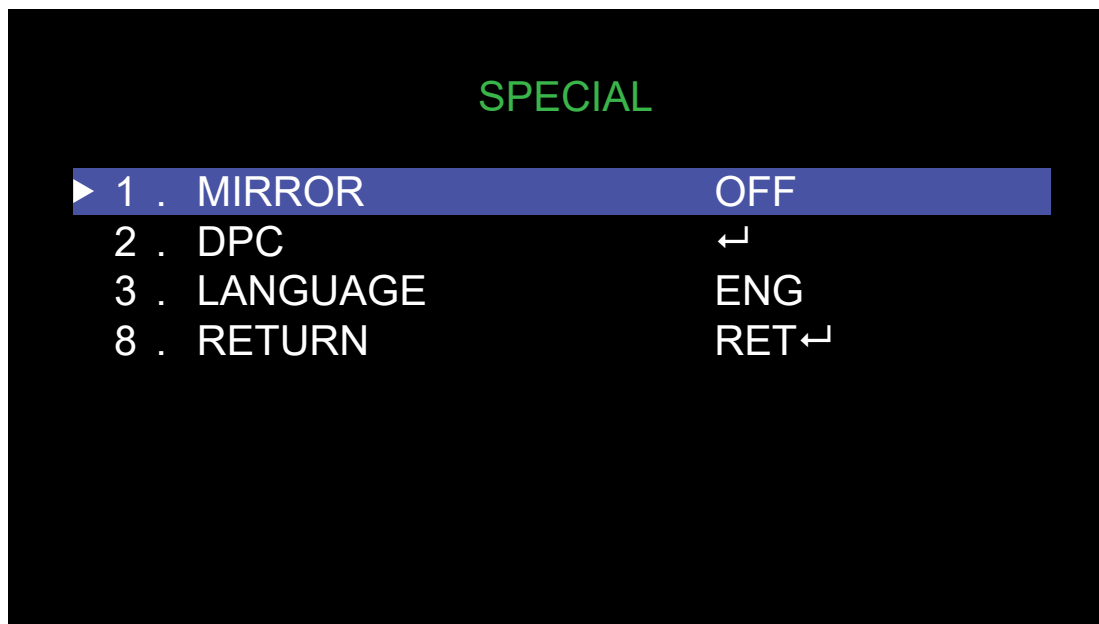 SPECIAL
1 . MIRROR OFF
2 . DPC ↵
3 . LANGUAGE ENG
8 . RETURN RET↵